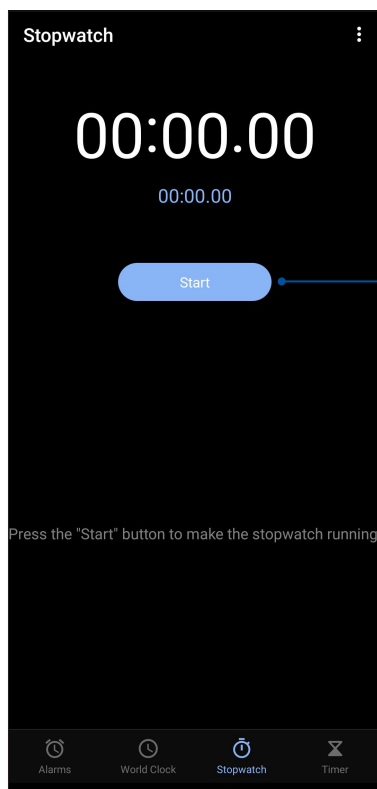 Stopwatch
00:00.00
00:00.00
Start
Press the "Start" button to make the stopwatch running
Alarms World Clock Stopwatch Timer